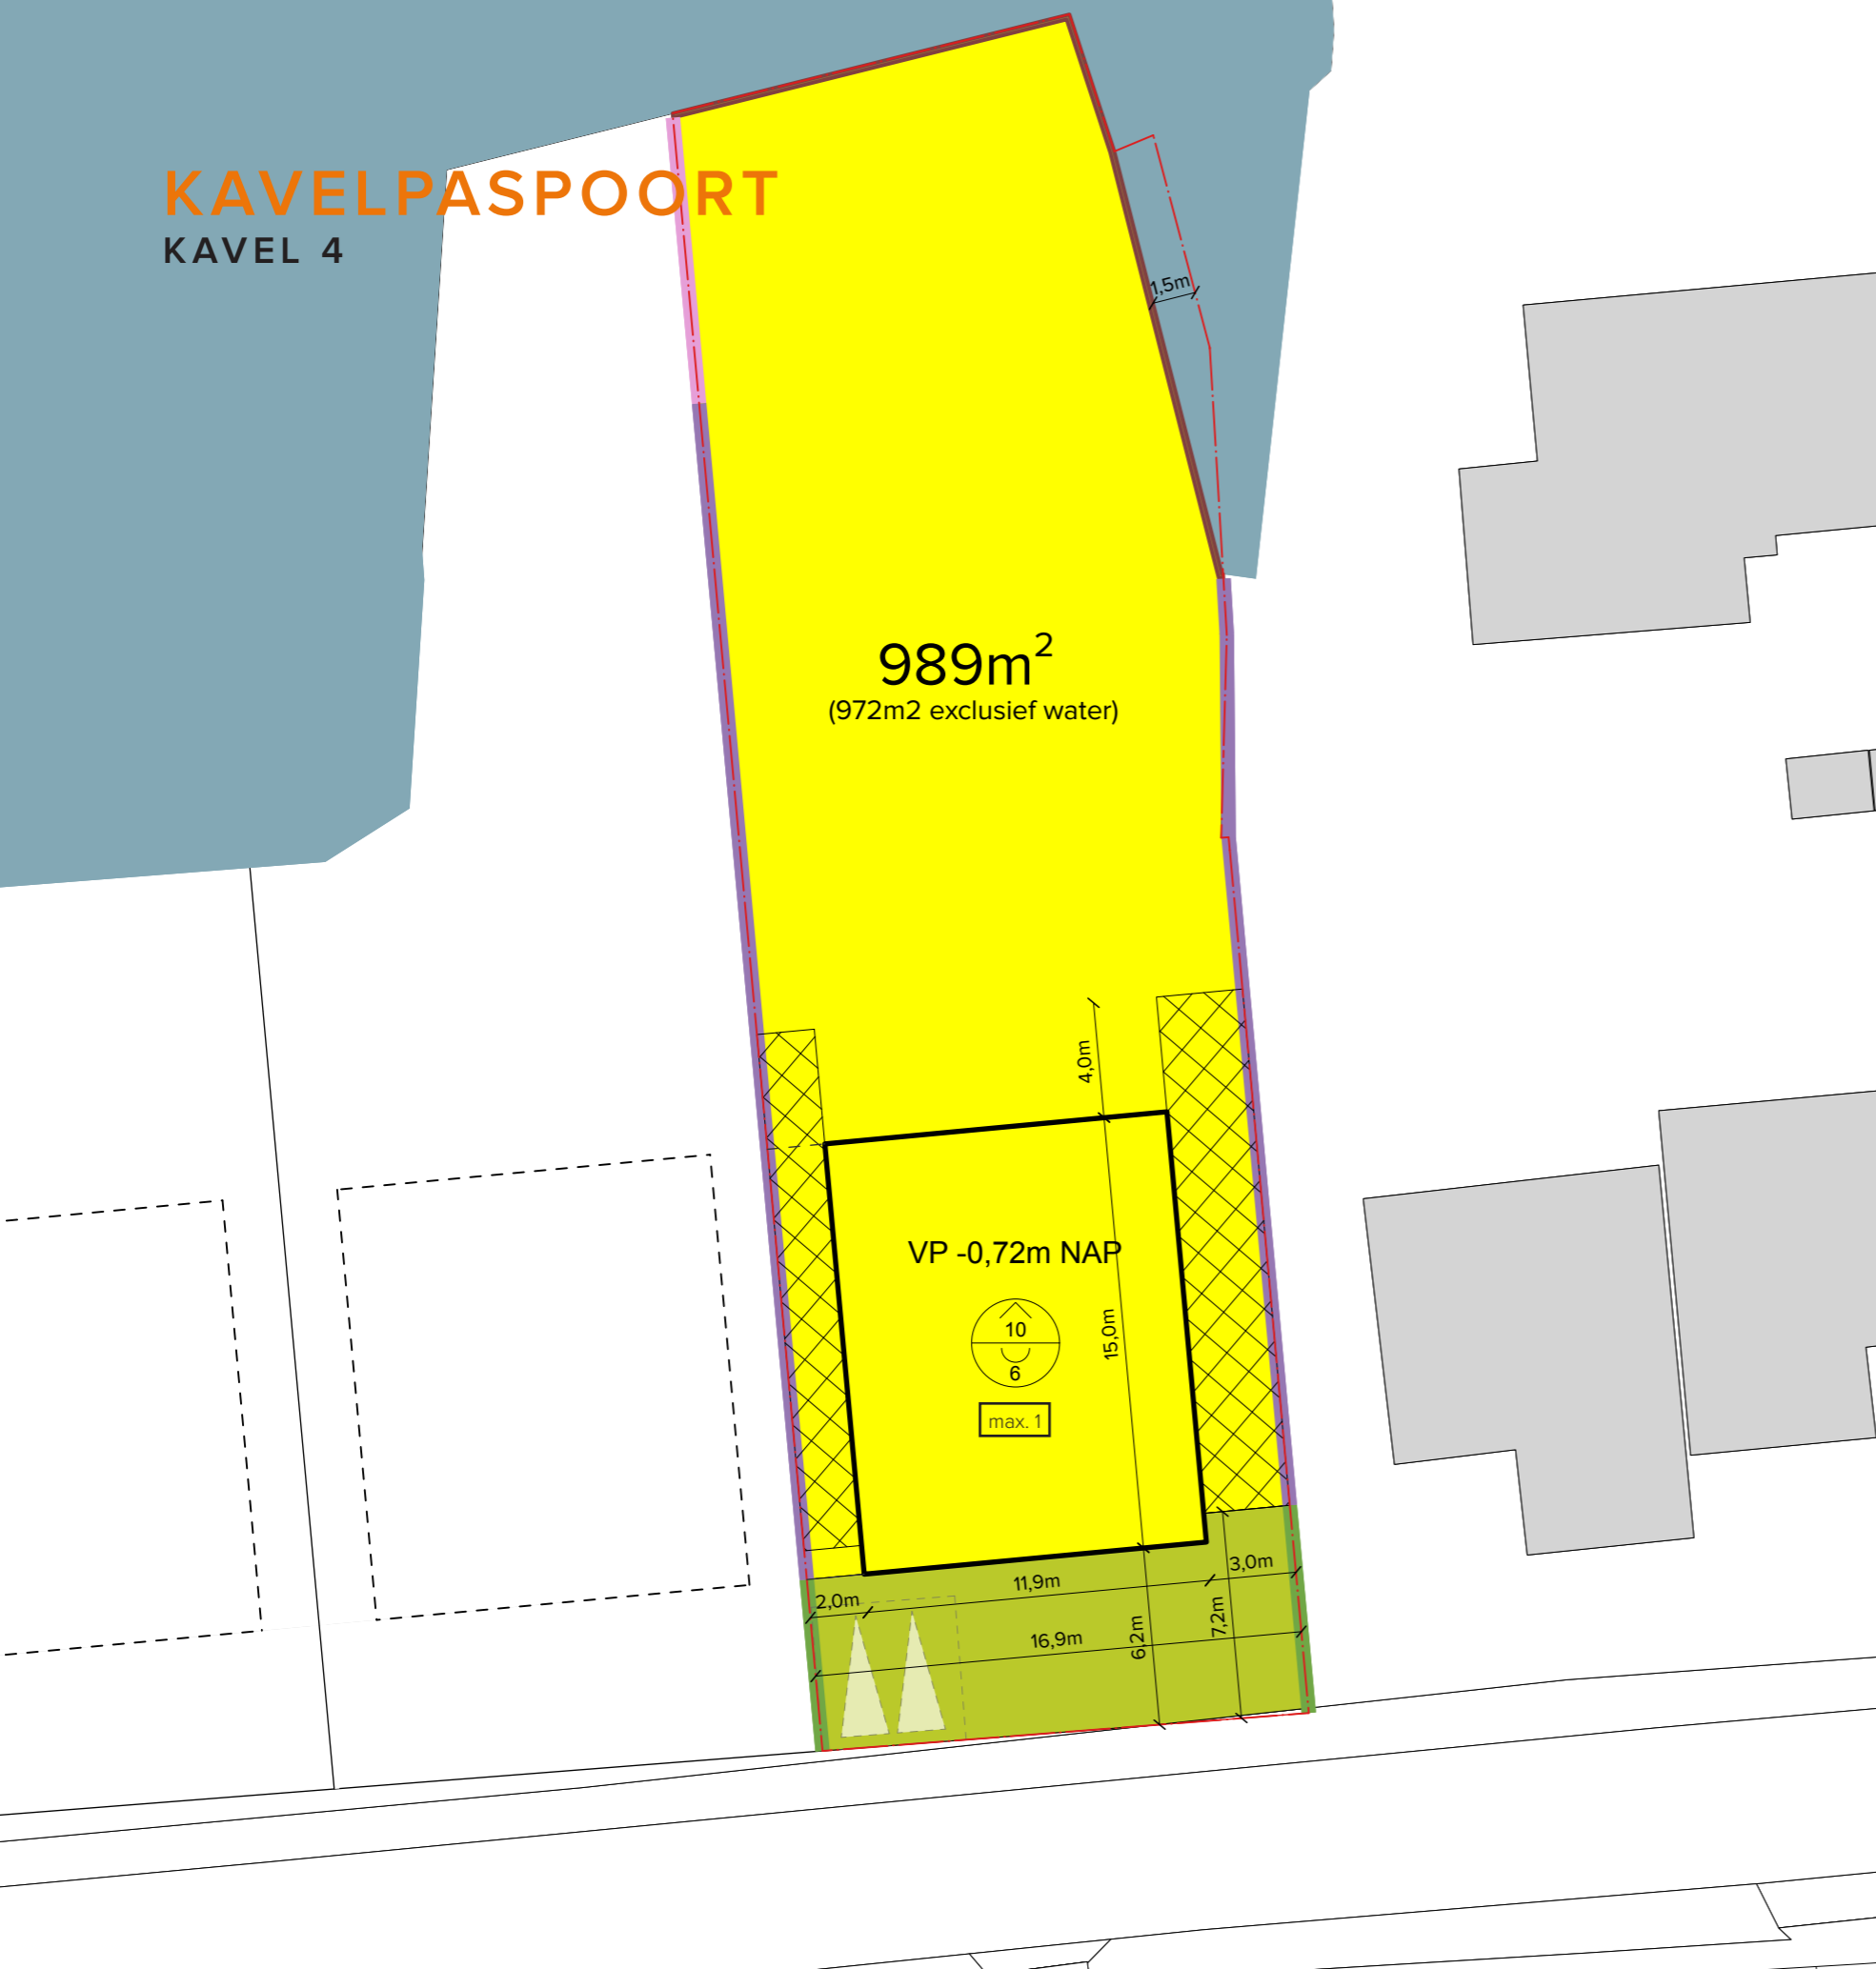 KAVELPASPOORT
KAVEL 4
1,5m
989m²
(972m2 exclusief water)
4,0m
VP -0,72m NAP
10
6
15,0m
max. 1
3,0m
11,9m
2,0m
7,2m
6,2m
16,9m